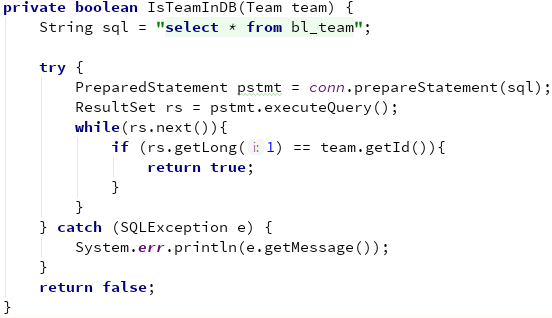 private boolean IsTeamInDB(Team team) {
    String sql = "select * from bl_team";

    try {
        PreparedStatement pstmt = conn.prepareStatement(sql);
        ResultSet rs = pstmt.executeQuery();
        while(rs.next()){
            if (rs.getLong( i: 1) == team.getId()){
                return true;
            }
        }
    } catch (SQLException e) {
        System.err.println(e.getMessage());
    }
    return false;
}